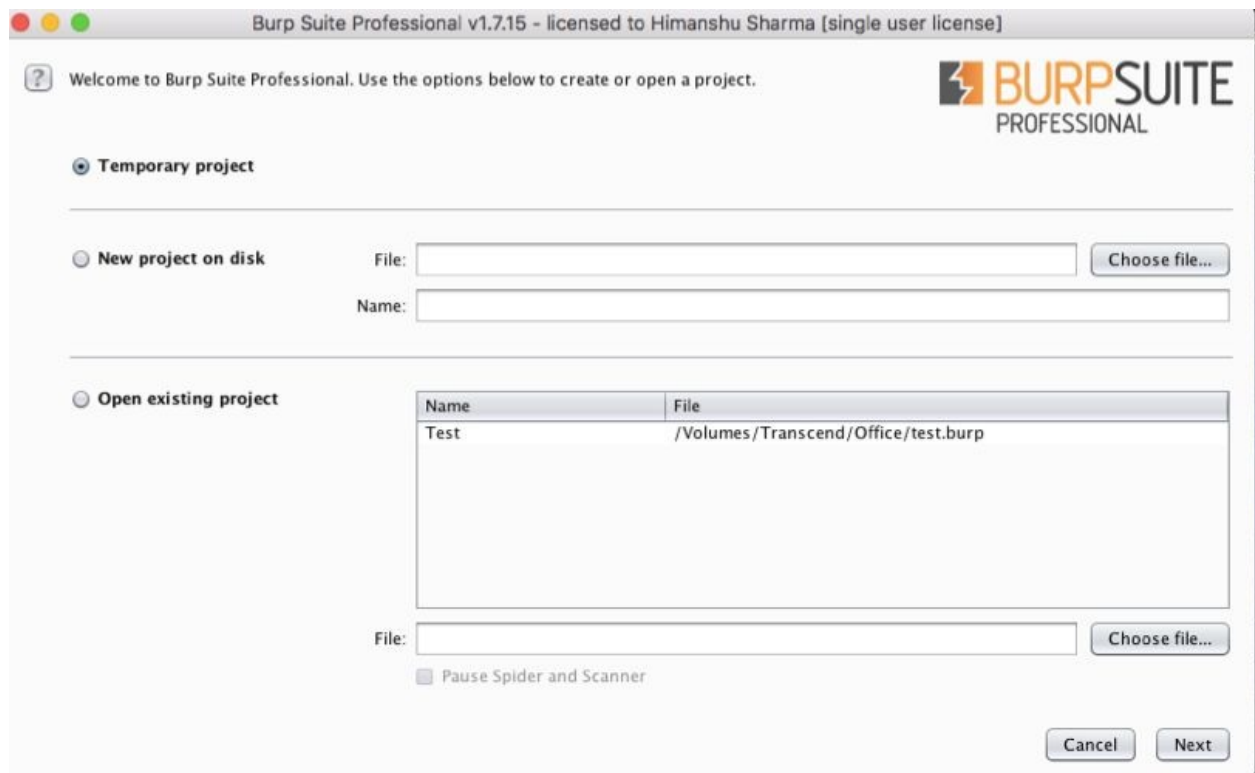 Burp Suite Professional v1.7.15 - licensed to Himanshu Sharma [single user license]
? Welcome to Burp Suite Professional. Use the options below to create or open a project.
BURPSUITE
PROFESSIONAL
Temporary project
New project on disk File: Choose file...
Name:
Open existing project
Name File
Test /Volumes/Transcend/Office/test.burp
File: Choose file...
Pause Spider and Scanner
Cancel Next